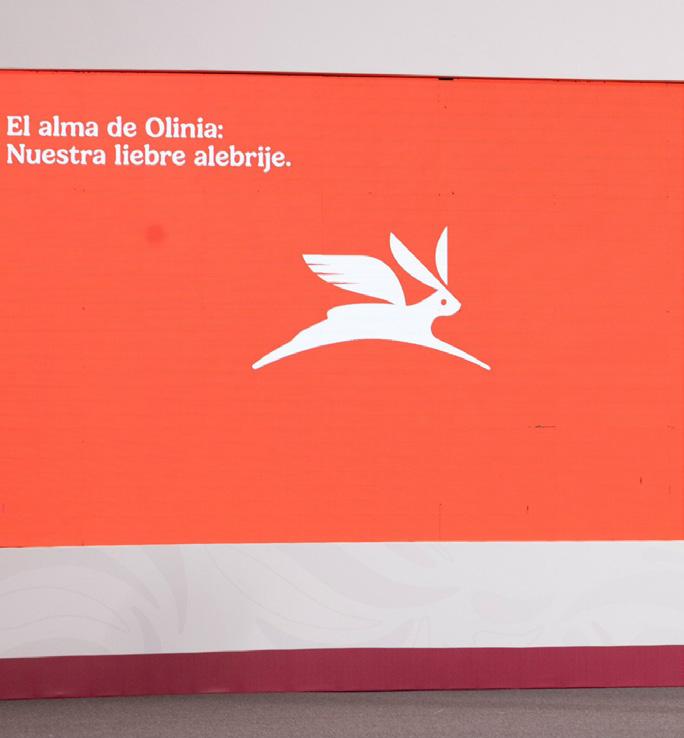 El alma de Olinia:
Nuestra liebre alebrije.